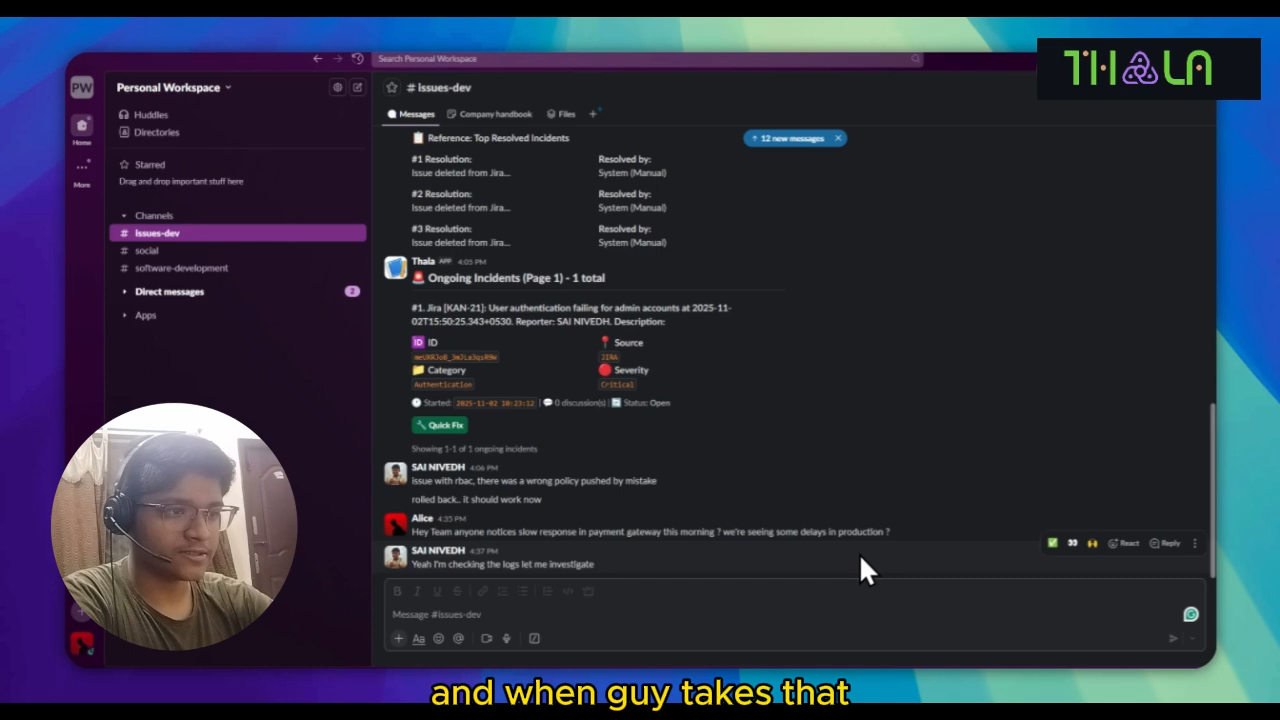 THALA
Search Personal Workspace
PW
Personal Workspace
# Issues-dev
Huddles
Messages
Company handbook
Files
Directories
Home
Reference: Top Resolved Incidents
12 new messages
Starred
#1 Resolution:
Resolved by:
Issue deleted from Jira...
System (Manual)
More
Drag and drop important stuff here
#2 Resolution:
Resolved by:
Issue deleted from Jira...
System (Manual)
Channels
# issues-dev
#3 Resolution:
Resolved by:
Issue deleted from Jira...
System (Manual)
# social
# software-development
Thala APP 4:05 PM
Ongoing Incidents (Page 1) - 1 total
Direct messages 2
Apps
#1. Jira [KAN-21]: User authentication failing for admin accounts at 2025-11-
02T15:50:25.343+0530. Reporter: SAI NIVEDH. Description:
ID ID
Source
JIRA
Category
Severity
Authentication
Critical
Started: 2025-11-02 10:23:12 | 0 discussion(s) | Status: Open
Quick Fix
Showing 1-1 of 1 ongoing incidents
SAI NIVEDH 4:06 PM
issue with rbac, there was a wrong policy pushed by mistake
rolled back.. it should work now
Alice 4:35 PM
Hey Team anyone notices slow response in payment gateway this morning ? we're seeing some delays in production ?
React
Reply
SAI NIVEDH 4:37 PM
Yeah I'm checking the logs let me investigate
Message #issues-dev
Aa
and when guy takes that